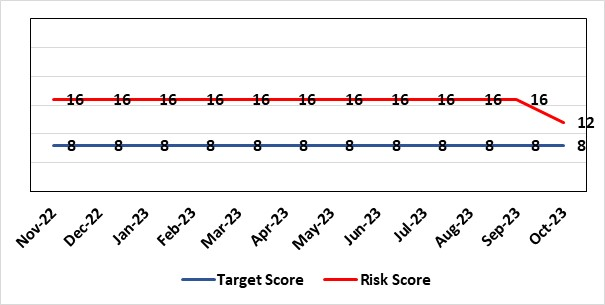 16 16 16 16 16 16 16 16 16 16 16 12
8 8 8 8 8 8 8 8 8 8 8 8
Nov-22 Dec-22 Jan-23 Feb-23 Mar-23 Apr-23 May-23 Jun-23 Jul-23 Aug-23 Sep-23 Oct-23
Target Score Risk Score